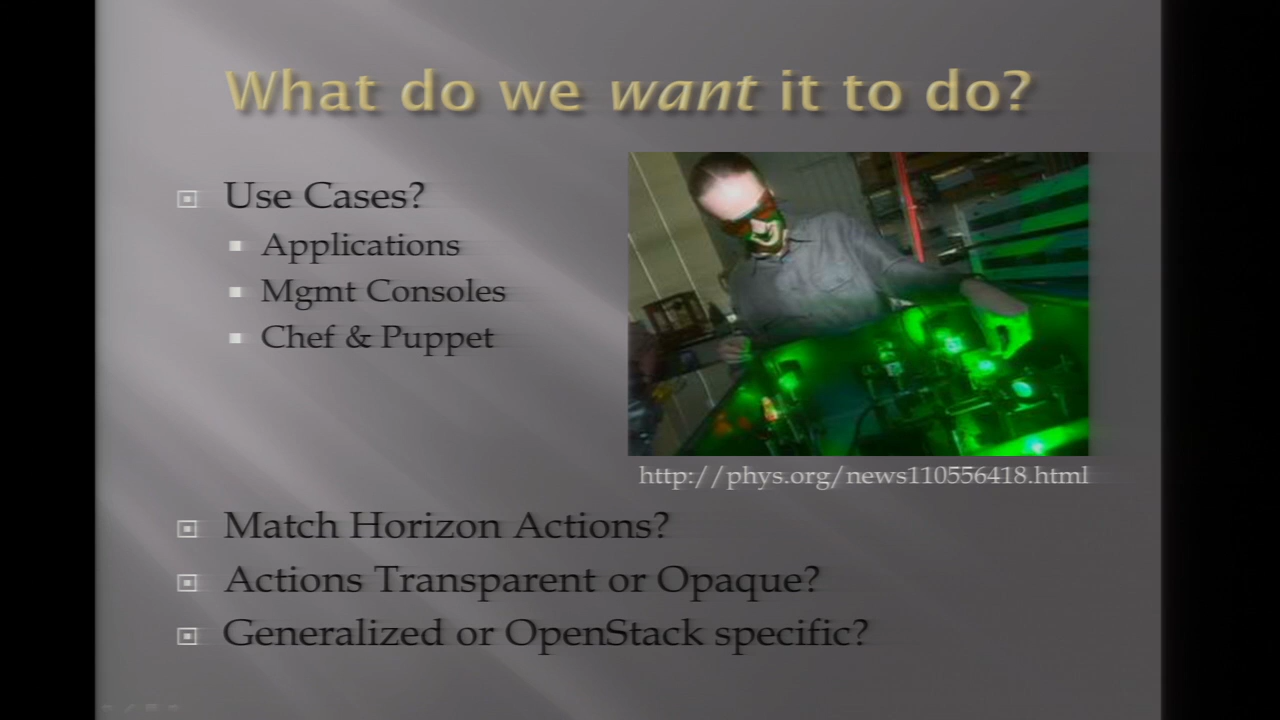 What do we want it to do?
Use Cases?
Applications
Mgmt Consoles
Chef & Puppet
http://phys.org/news110556418.html
Match Horizon Actions?
Actions Transparent or Opaque?
Generalized or OpenStack specific?